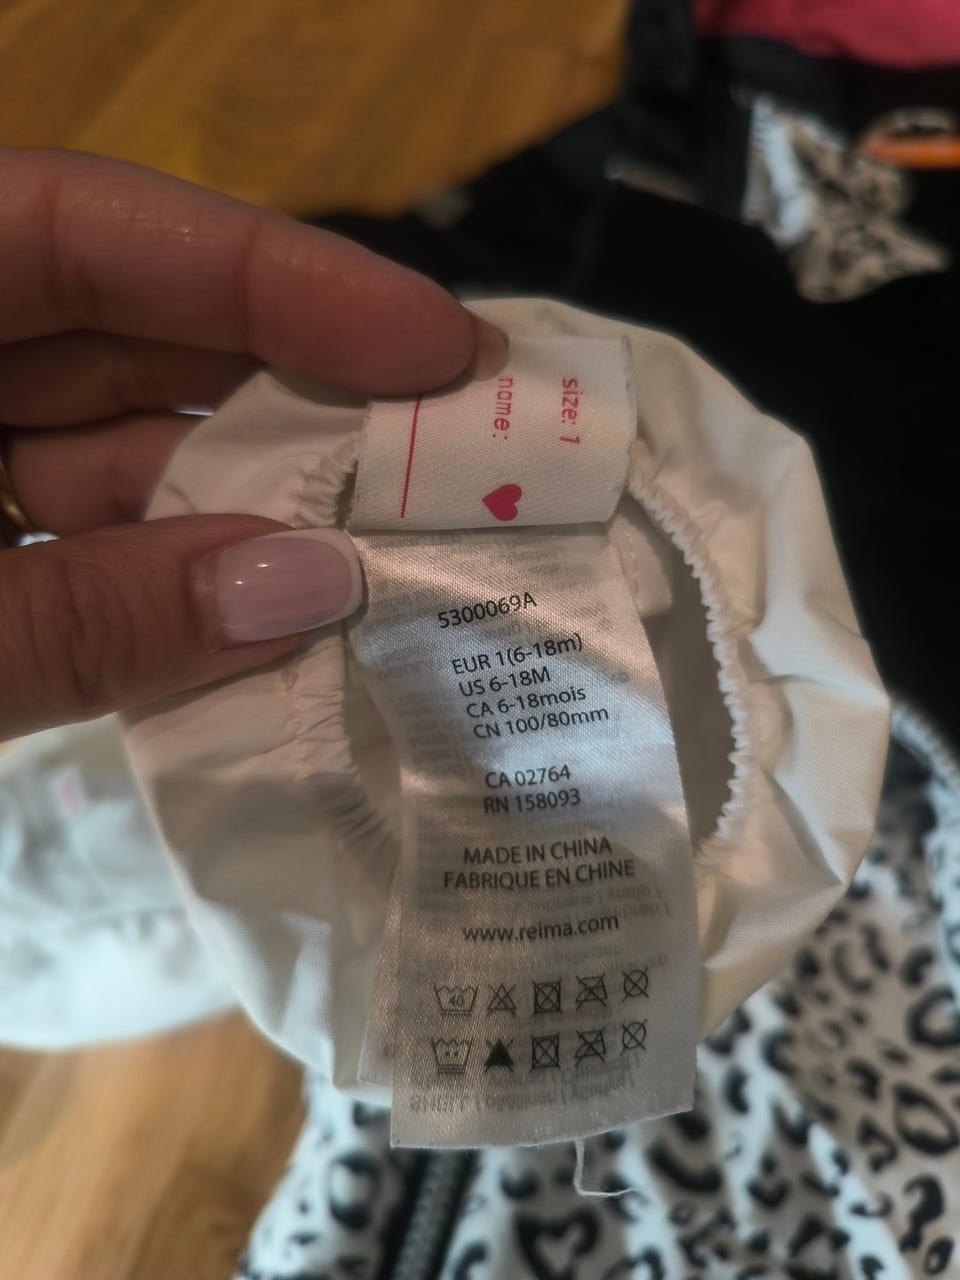 size: 1
name:
5300069A
EUR 1(6-18m)
US 6-18M
CA 6-18mois
CN 100/80mm
CA 02764
RN 158093
MADE IN CHINA
FABRIQUE EN CHINE
www.reima.com
40